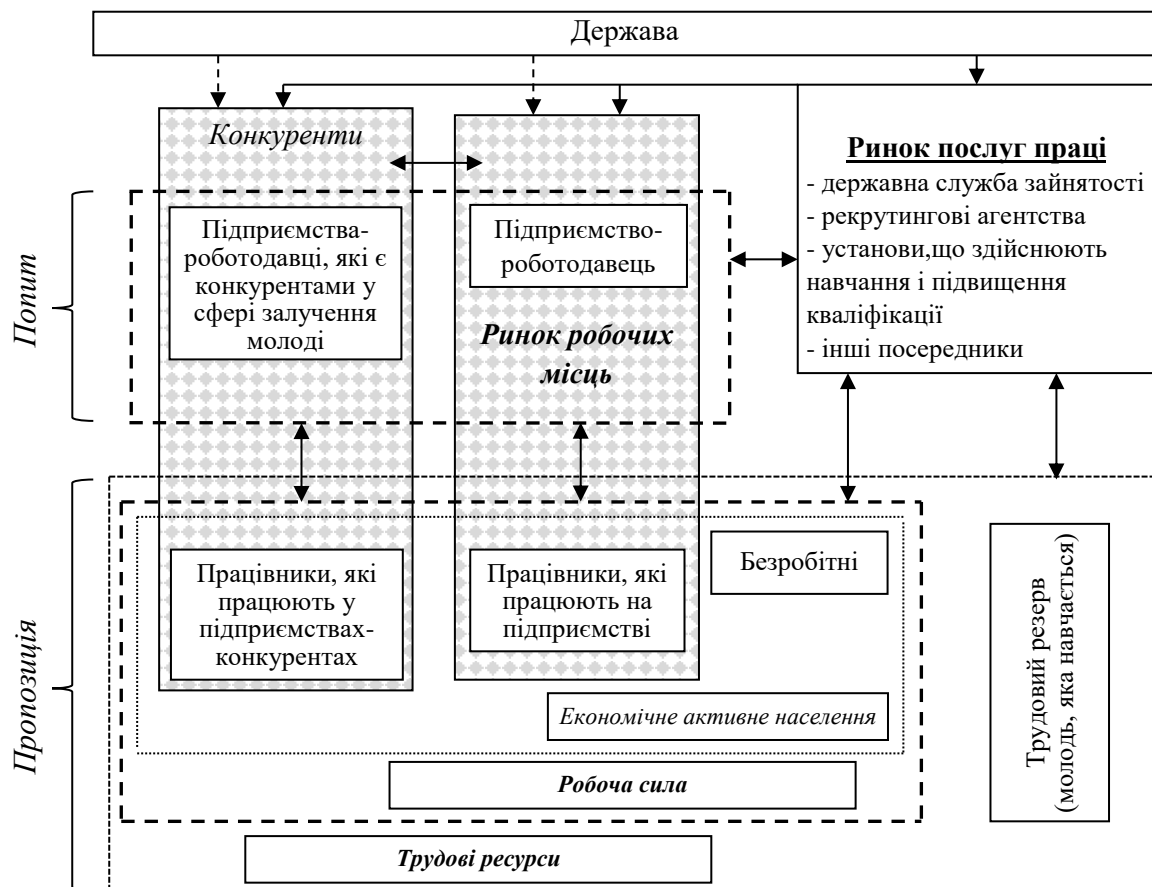 Держава
Конкуренти
Ринок послуг праці
- державна служба зайнятості
- рекрутингові агентства
- установи,що здійснюють
навчання і підвищення
кваліфікації
- інші посередники
Попит
Підприємства-
роботодавці, які є
конкурентами у
сфері залучення
молоді
Підприємство-
роботодавець
Ринок робочих
місць
Пропозиція
Працівники, які
працюють у
підприємствах-
конкурентах
Працівники, які
працюють на
підприємстві
Безробітні
Економічне активне населення
Робоча сила
Трудові ресурси
Трудовий резерв
(молодь, яка навчається)